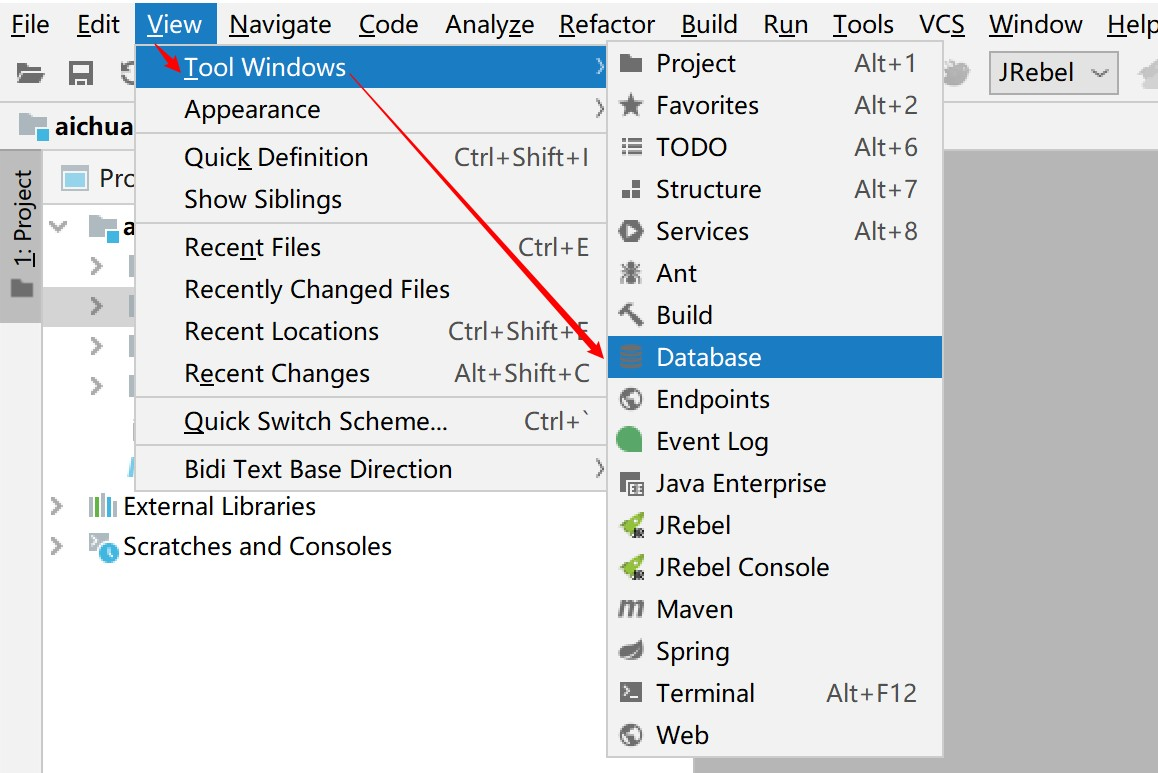 File Edit View Navigate Code Analyze Refactor Build Run Tools VCS Window Help
JRebel
aichua
1: Project
Pro
a
Tool Windows
Appearance
Quick Definition Ctrl+Shift+I
Show Siblings
Recent Files Ctrl+E
Recently Changed Files
Recent Locations Ctrl+Shift+E
Recent Changes Alt+Shift+C
Quick Switch Scheme... Ctrl+`
Bidi Text Base Direction
External Libraries
Scratches and Consoles
Project Alt+1
Favorites Alt+2
TODO Alt+6
Structure Alt+7
Services Alt+8
Ant
Build
Database
Endpoints
Event Log
Java Enterprise
JRebel
JRebel Console
Maven
Spring
Terminal Alt+F12
Web